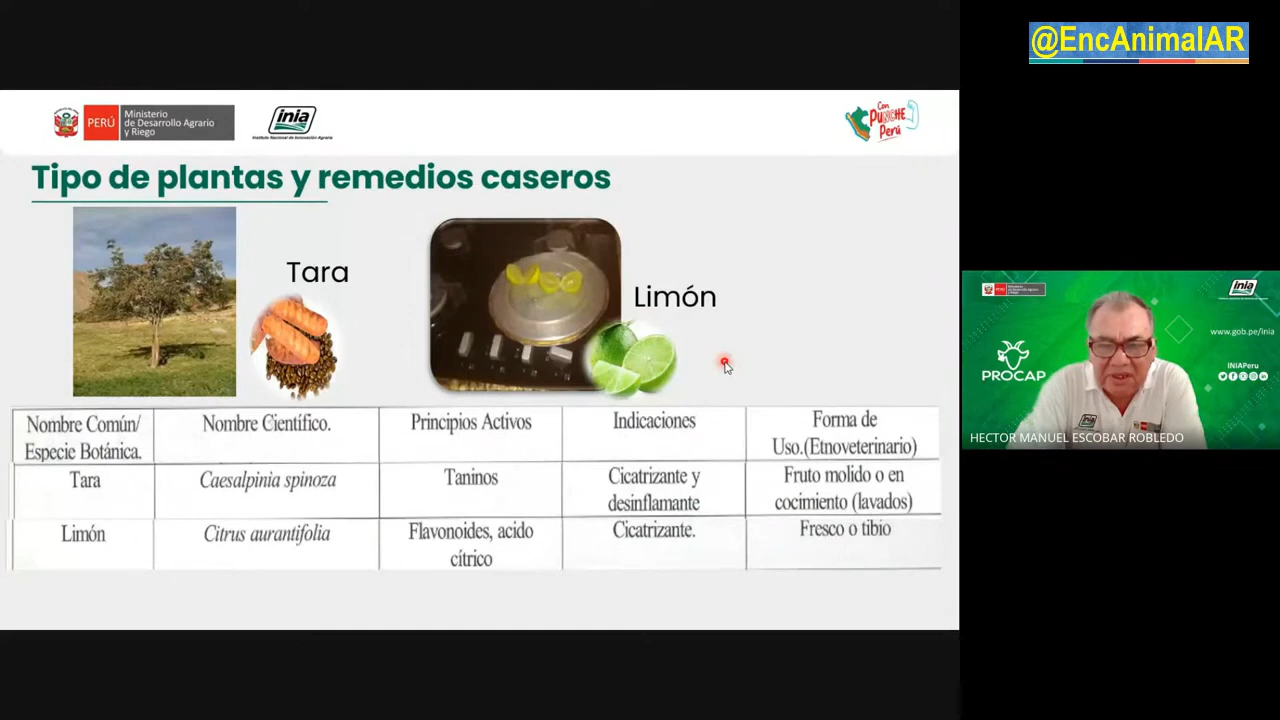 @EncAnimalAR
PERÚ
Ministerio
de Desarrollo Agrario
y Riego
inia
Instituto Nacional de Innovación Agraria
Con
PUNCHE
Perú
Tipo de plantas y remedios caseros
Tara
Limón
Nombre Común/
Especie Botánica.
Nombre Científico.
Principios Activos
Indicaciones
Forma de
Uso.(Etnoveterinario)
Tara
Caesalpinia spinoza
Taninos
Cicatrizante y
desinflamante
Fruto molido o en
cocimiento (lavados)
Limón
Citrus aurantifolia
Flavonoides, acido
cítrico
Cicatrizante.
Fresco o tibio
PERÚ
inia
www.gob.pe/inia
PROCAP
INIAPeru
inia
HECTOR MANUEL ESCOBAR ROBLEDO